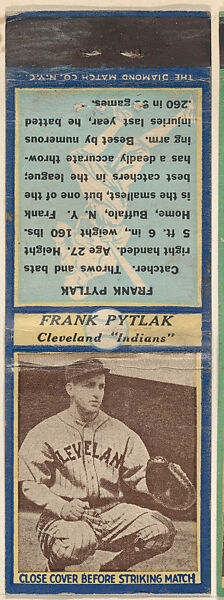 THE DIAMOND MATCH CO., N.Y.C.
FRANK PYTLAK
Catcher. Throws and bats
right handed. Age, 27. Height
5 ft. 6 in., weight 160 lbs.
Home, Buffalo, N. Y. Frank
is the smallest, but one of the
best catchers in the league;
has a deadly accurate throw-
ing arm. Beset by numerous
injuries last year, he batted
.260 in games.
FRANK PYTLAK
Cleveland "Indians"
CLEVELAND
CLOSE COVER BEFORE STRIKING MATCH